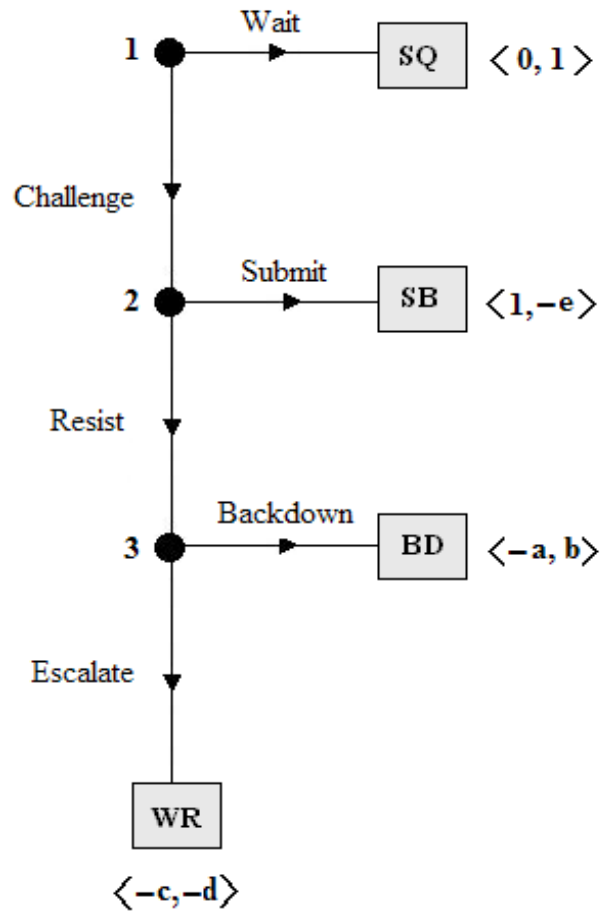 Wait
1 SQ <0, 1>
Challenge
Submit
2 SB <1,-e>
Resist
Backdown
3 BD <-a, b>
Escalate
WR
<-c,-d>